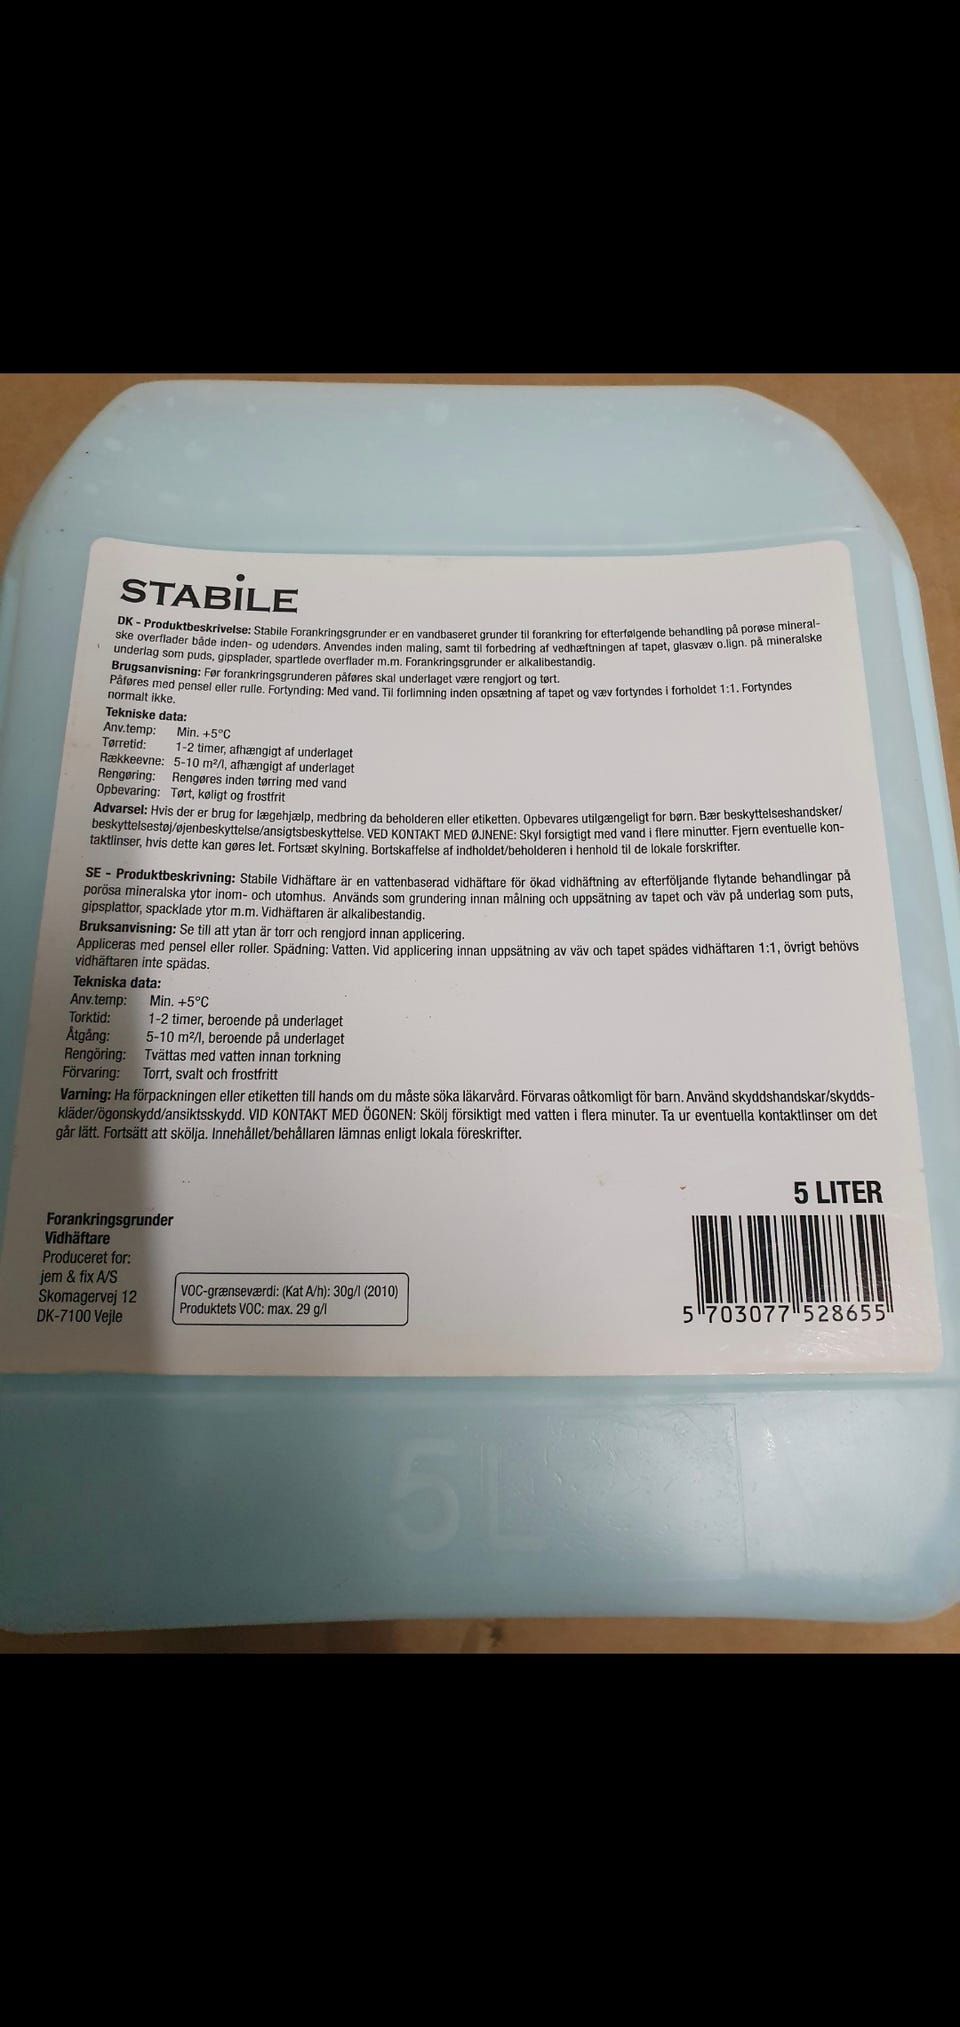 STABiLE
DK - Produktbeskrivelse: Stabile Forankringsgrunder er en vandbaseret grunder til forankring for efterfølgende behandling på porøse mineral-
ske overflader både inden- og udendørs. Anvendes inden maling, samt til forbedring af vedhæftningen af tapet, glasvæv o.lign. på mineralske
underlag som puds, gipsplader, spartlede overflader m.m. Forankringsgrunder er alkalibestandig.
Brugsanvisning: Før forankringsgrunderen påføres skal underlaget være rengjort og tørt.
Påføres med pensel eller rulle. Fortynding: Med vand. Til forlimning inden opsætning af tapet og væv fortyndes i forholdet 1:1. Fortyndes
normalt ikke.
Tekniske data:
Anv.temp: Min. +5°C
Tørretid: 1-2 timer, afhængigt af underlaget
Rækkeevne: 5-10 m²/l, afhængigt af underlaget
Rengøring: Rengøres inden tørring med vand
Opbevaring: Tørt, køligt og frostfrit
Advarsel: Hvis der er brug for lægehjælp, medbring da beholderen eller etiketten. Opbevares utilgængeligt for børn. Bær beskyttelseshandsker/
beskyttelsestøj/øjenbeskyttelse/ansigtsbeskyttelse. VED KONTAKT MED ØJNENE: Skyl forsigtigt med vand i flere minutter. Fjern eventuelle kon-
taktlinser, hvis dette kan gøres let. Fortsæt skylning. Bortskaffelse af indholdet/beholderen i henhold til de lokale forskrifter.
SE - Produktbeskrivning: Stabile Vidhäftare är en vattenbaserad vidhäftare för ökad vidhäftning av efterföljande flytande behandlingar på
porösa mineralska ytor inom- och utomhus. Används som grundering innan målning och uppsätning av tapet och väv på underlag som puts,
gipsplattor, spacklade ytor m.m. Vidhäftaren är alkalibestandig.
Bruksanvisning: Se till att ytan är torr och rengjord innan applicering.
Appliceras med pensel eller roller. Spädning: Vatten. Vid applicering innan uppsätning av väv och tapet spädes vidhäftaren 1:1, övrigt behövs
vidhäftaren inte spädas.
Tekniska data:
Anv.temp: Min. +5°C
Torktid: 1-2 timer, beroende på underlaget
Åtgång: 5-10 m²/l, beroende på underlaget
Rengöring: Tvättas med vatten innan torkning
Förvaring: Torrt, svalt och frostfritt
Varning: Ha förpackningen eller etiketten till hands om du måste söka läkarvård. Förvaras oåtkomligt för barn. Använd skyddshandskar/skydds-
kläder/ögonskydd/ansiktsskydd. VID KONTAKT MED ÖGONEN: Skölj försiktigt med vatten i flera minuter. Ta ur eventuella kontaktlinser om det
går lätt. Fortsätt att skölja. Innehållet/behållaren lämnas enligt lokala föreskrifter.
5 LITER
Forankringsgrunder
Vidhäftare
Produceret for:
jem & fix A/S
Skomagervej 12
DK-7100 Vejle
VOC-grænseværdi: (Kat A/h): 30g/l (2010)
Produktets VOC: max. 29 g/l
5 703077 528655
5L